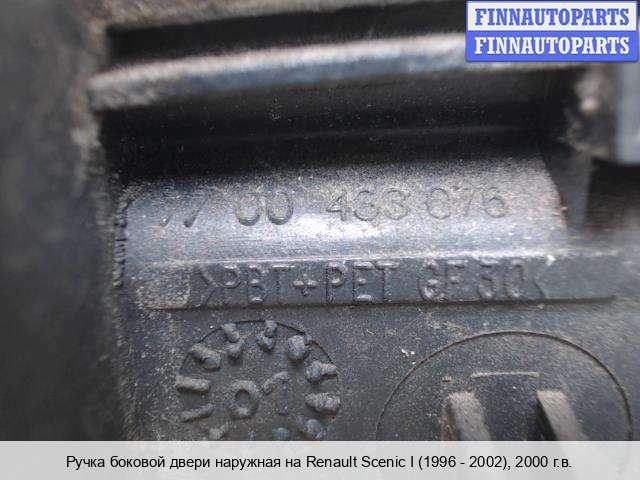 FINNAUTOPARTS
FINNAUTOPARTS
77 00 433 076
>PBT+PET GF30<
Ручка боковой двери наружная на Renault Scenic I (1996 - 2002), 2000 г.в.